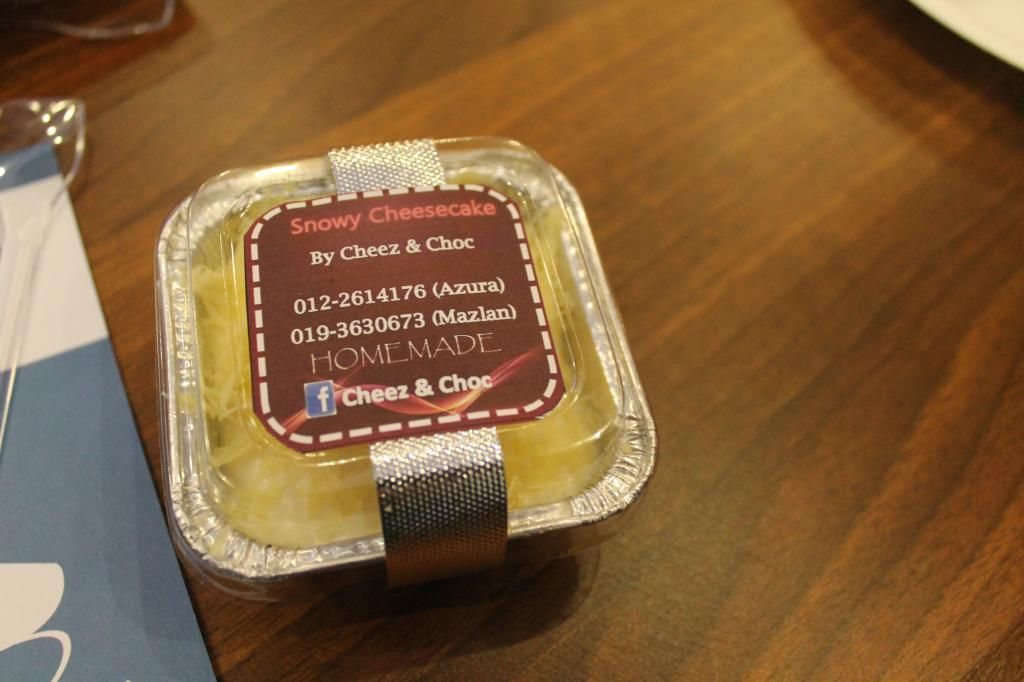 Snowy Cheesecake
By Cheez & Choc
012-2614176 (Azura)
019-3630673 (Mazlan)
HOMEMADE
f Cheez & Choc